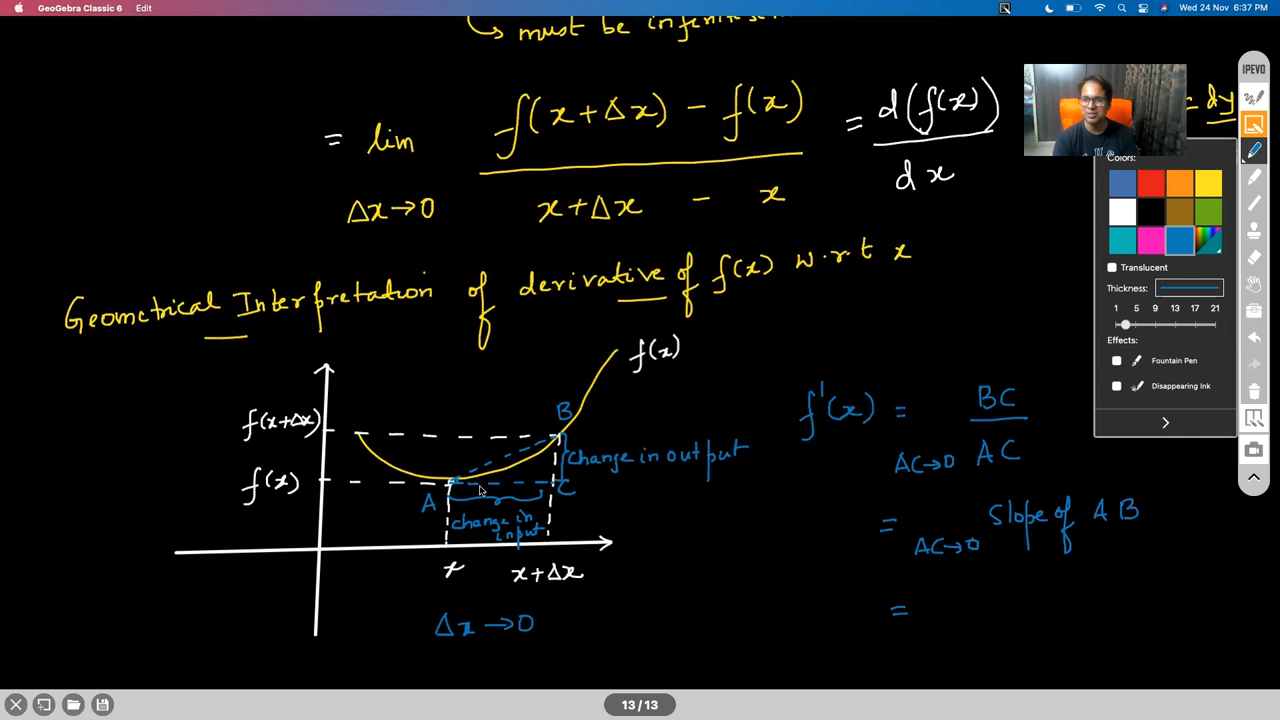 GeoGebra Classic 6 Edit Wed 24 Nov 6:37 PM
must be
= lim f(x+Δx) - f(x) = d(f(x)) = dy
Δx→0 x+Δx - x dx
IPEVO
Colors:
Translucent
Thickness:
1 5 9 13 17 21
Effects:
Fountain Pen
Disappearing Ink
Geometrical Interpretation of derivative of f(x) w.r.t x
f(x)
f(x+Δx)
B
change in output
f(x)
A
C
change in
input
x x+Δx
Δx→0
f'(x) = BC
AC→0 AC
= Slope of AB
AC→0
=
13/13